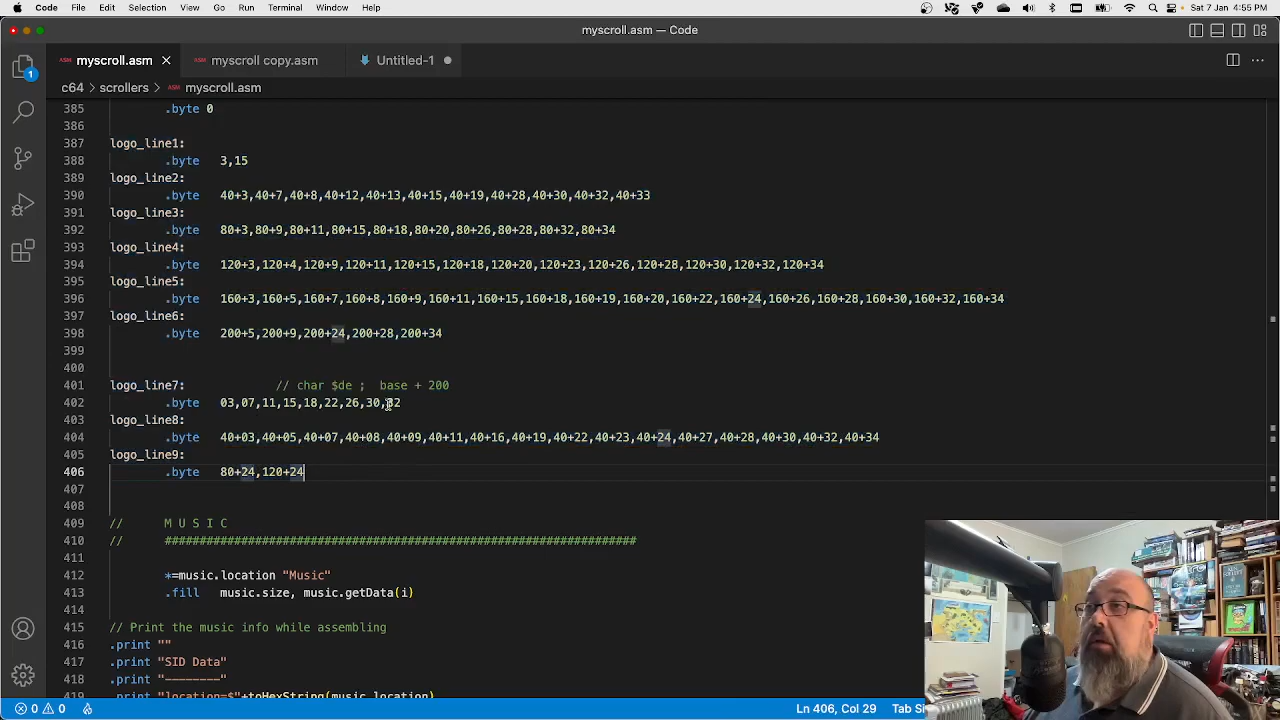 Code File Edit Selection View Go Run Terminal Window Help Sat 7 Jan 4:55 PM
myscroll.asm — Code
ASM myscroll.asm ASM myscroll copy.asm Untitled-1
c64 > scrollers > ASM myscroll.asm
1
385 .byte 0
386
387 logo_line1:
388 .byte 3,15
389 logo_line2:
390 .byte 40+3,40+7,40+8,40+12,40+13,40+15,40+19,40+28,40+30,40+32,40+33
391 logo_line3:
392 .byte 80+3,80+9,80+11,80+15,80+18,80+20,80+26,80+28,80+32,80+34
393 logo_line4:
394 .byte 120+3,120+4,120+9,120+11,120+15,120+18,120+20,120+23,120+26,120+28,120+30,120+32,120+34
395 logo_line5:
396 .byte 160+3,160+5,160+7,160+8,160+9,160+11,160+15,160+18,160+19,160+20,160+22,160+24,160+26,160+28,160+30,160+32,160+34
397 logo_line6:
398 .byte 200+5,200+9,200+24,200+28,200+34
399
400
401 logo_line7: // char $de ; base + 200
402 .byte 03,07,11,15,18,22,26,30,32
403 logo_line8:
404 .byte 40+03,40+05,40+07,40+08,40+09,40+11,40+16,40+19,40+22,40+23,40+24,40+27,40+28,40+30,40+32,40+34
405 logo_line9:
406 .byte 80+24,120+24
407
408
409 // M U S I C
410 // ####################################################################
411
412 *=music.location "Music"
413 .fill music.size, music.getData(i)
414
415 // Print the music info while assembling
416 .print ""
417 .print "SID Data"
418 .print "--------"
419 .print "location=$"+toHexString(music.location)
0 0 Ln 406, Col 29 Tab Si